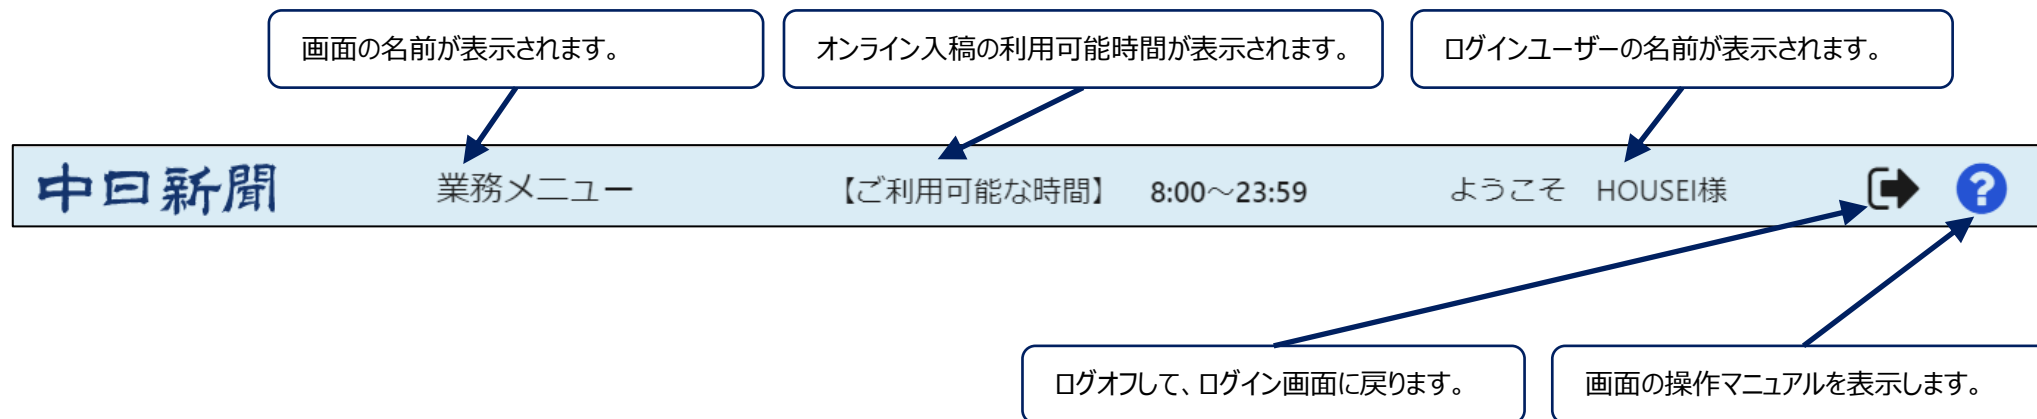 画面の名前が表示されます。
オンライン入稿の利用可能時間が表示されます。
ログインユーザーの名前が表示されます。
中日新聞
業務メニュー
【ご利用可能な時間】 8:00～23:59
ようこそ HOUSEI様
?
ログオフして、ログイン画面に戻ります。
画面の操作マニュアルを表示します。